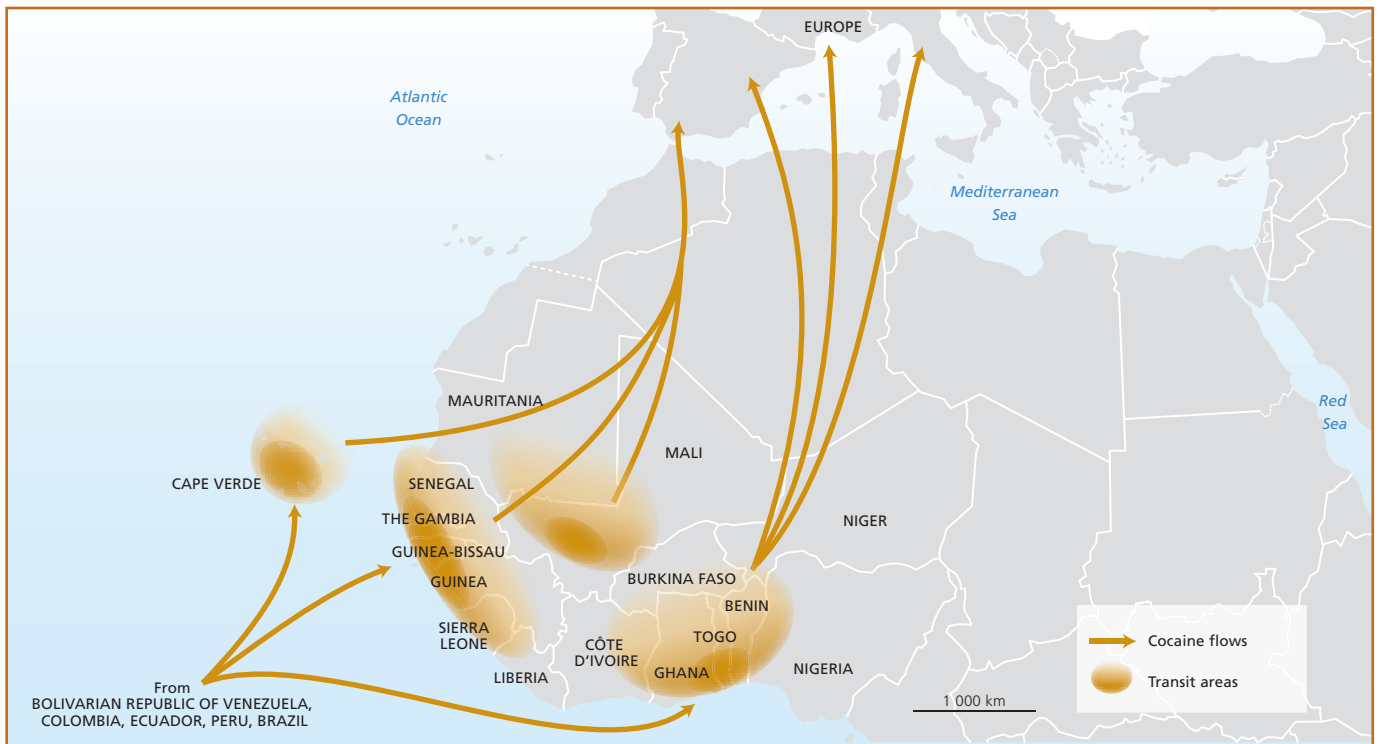 EUROPE
Atlantic
Ocean
Mediterranean
Sea
Red
Sea
MAURITANIA
MALI
CAPE VERDE
SENEGAL
THE GAMBIA
NIGER
GUINEA-BISSAU
GUINEA
BURKINA FASO
BENIN
SIERRA
LEONE
CÔTE
D'IVOIRE
TOGO
GHANA
NIGERIA
LIBERIA
From
BOLIVARIAN REPUBLIC OF VENEZUELA,
COLOMBIA, ECUADOR, PERU, BRAZIL
1 000 km
Cocaine flows
Transit areas